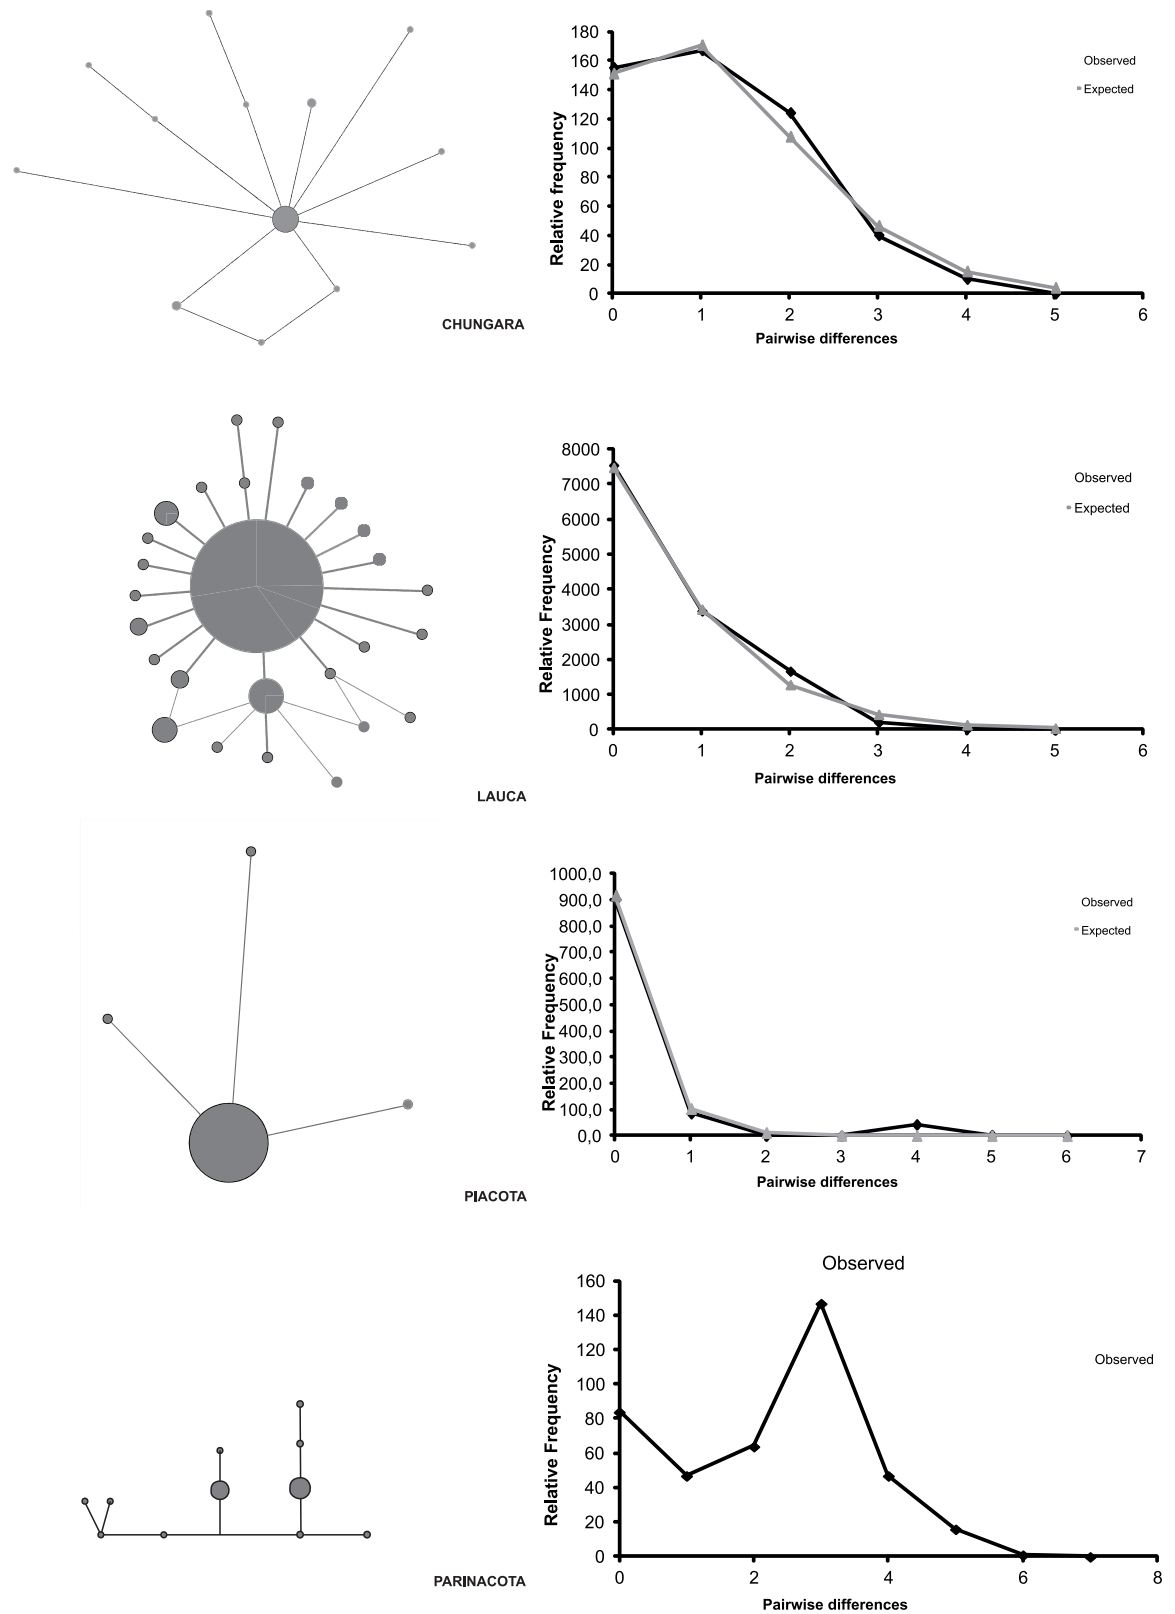 180
160
140
120
100
80
60
40
20
0
Relative frequency
0 1 2 3 4 5 6
Pairwise differences
Observed
Expected
CHUNGARA
8000
7000
6000
5000
4000
3000
2000
1000
0
Relative Frequency
0 1 2 3 4 5 6
Pairwise differences
Observed
Expected
LAUCA
1000,0
900,0
800,0
700,0
600,0
500,0
400,0
300,0
200,0
100,0
0,0
Relative Frequency
0 1 2 3 4 5 6 7
Pairwise differences
Observed
Expected
PIACOTA
Observed
160
140
120
100
80
60
40
20
0
Relative Frequency
0 2 4 6 8
Pairwise differences
Observed
PARINACOTA